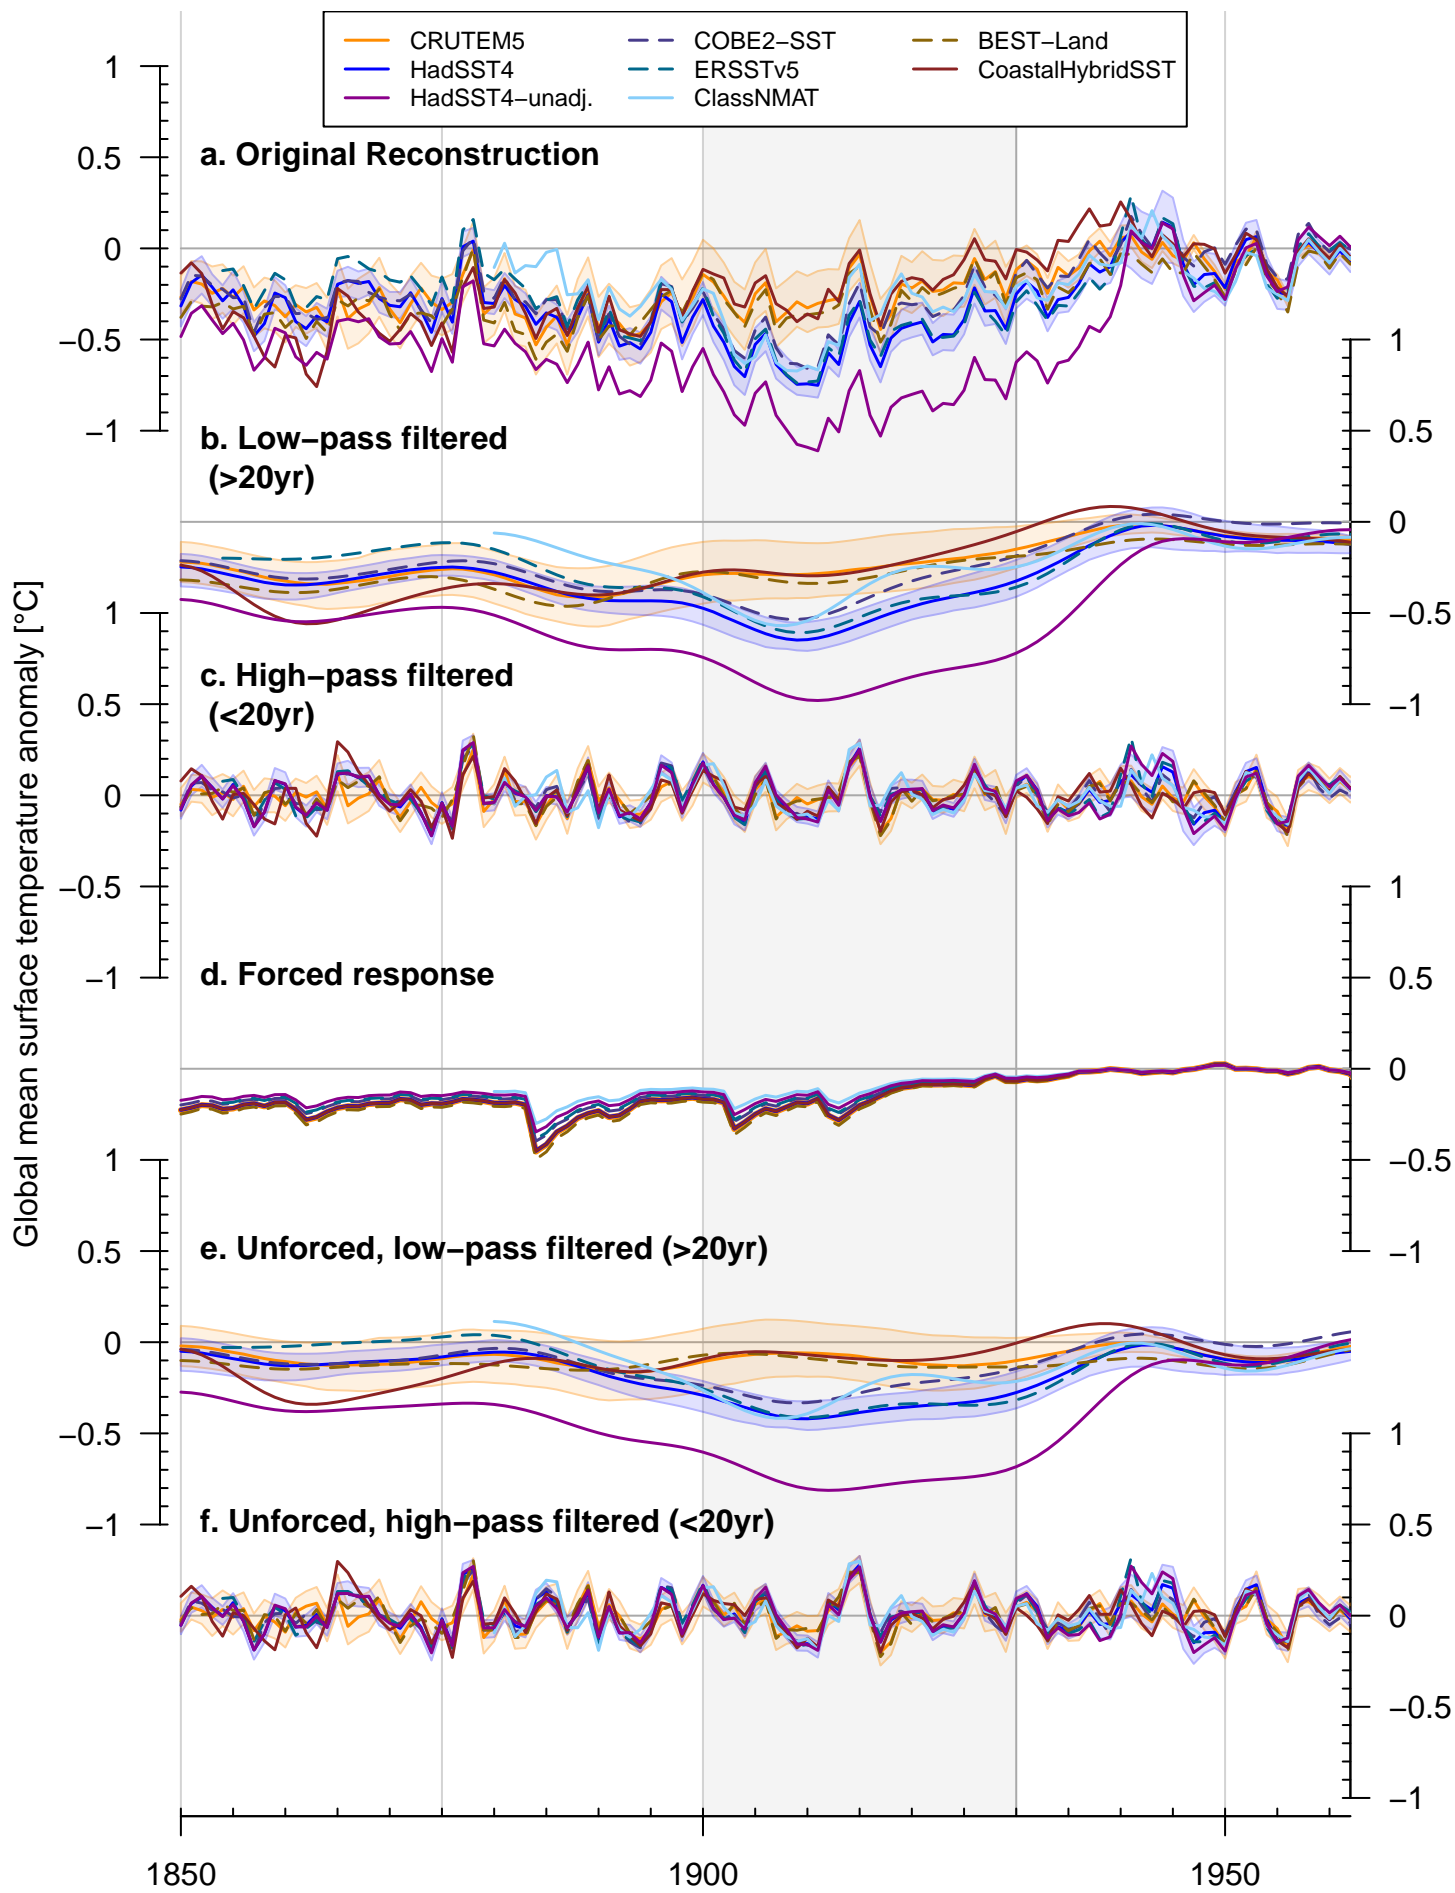 CRUTEM5
HadSST4
HadSST4−unadj.
COBE2−SST
ERSSTv5
ClassNMAT
BEST−Land
CoastalHybridSST
Global mean surface temperature anomaly [°C]
a. Original Reconstruction
1
0.5
0
−0.5
−1
b. Low−pass filtered
(>20yr)
1
0.5
0
−0.5
−1
c. High−pass filtered
(<20yr)
1
0.5
0
−0.5
−1
d. Forced response
1
0.5
0
−0.5
−1
e. Unforced, low−pass filtered (>20yr)
1
0.5
0
−0.5
−1
f. Unforced, high−pass filtered (<20yr)
1
0.5
0
−0.5
−1
1850
1900
1950